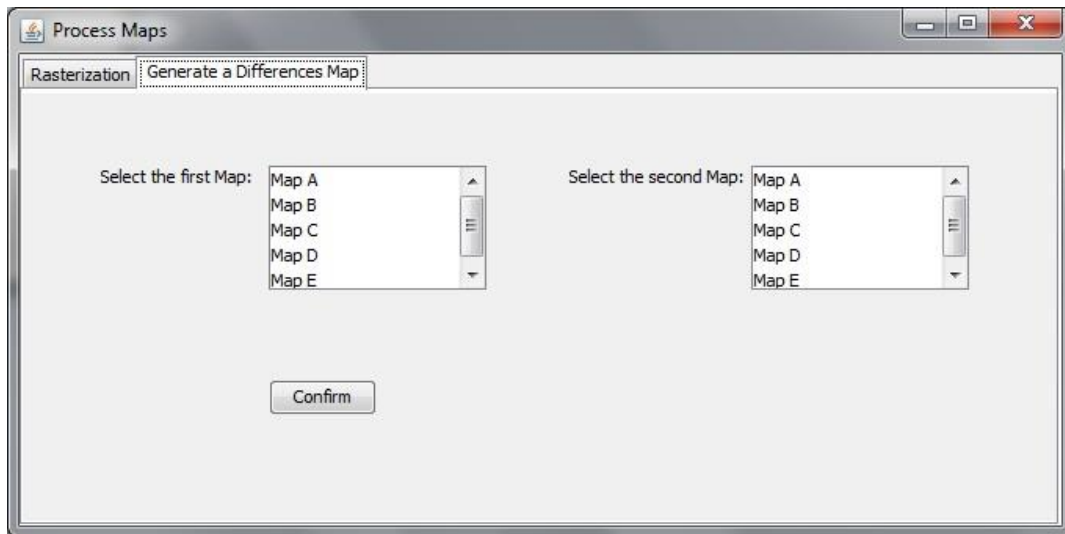 Process Maps
Rasterization
Generate a Differences Map
Select the first Map:
Map A
Map B
Map C
Map D
Map E
Select the second Map:
Map A
Map B
Map C
Map D
Map E
Confirm